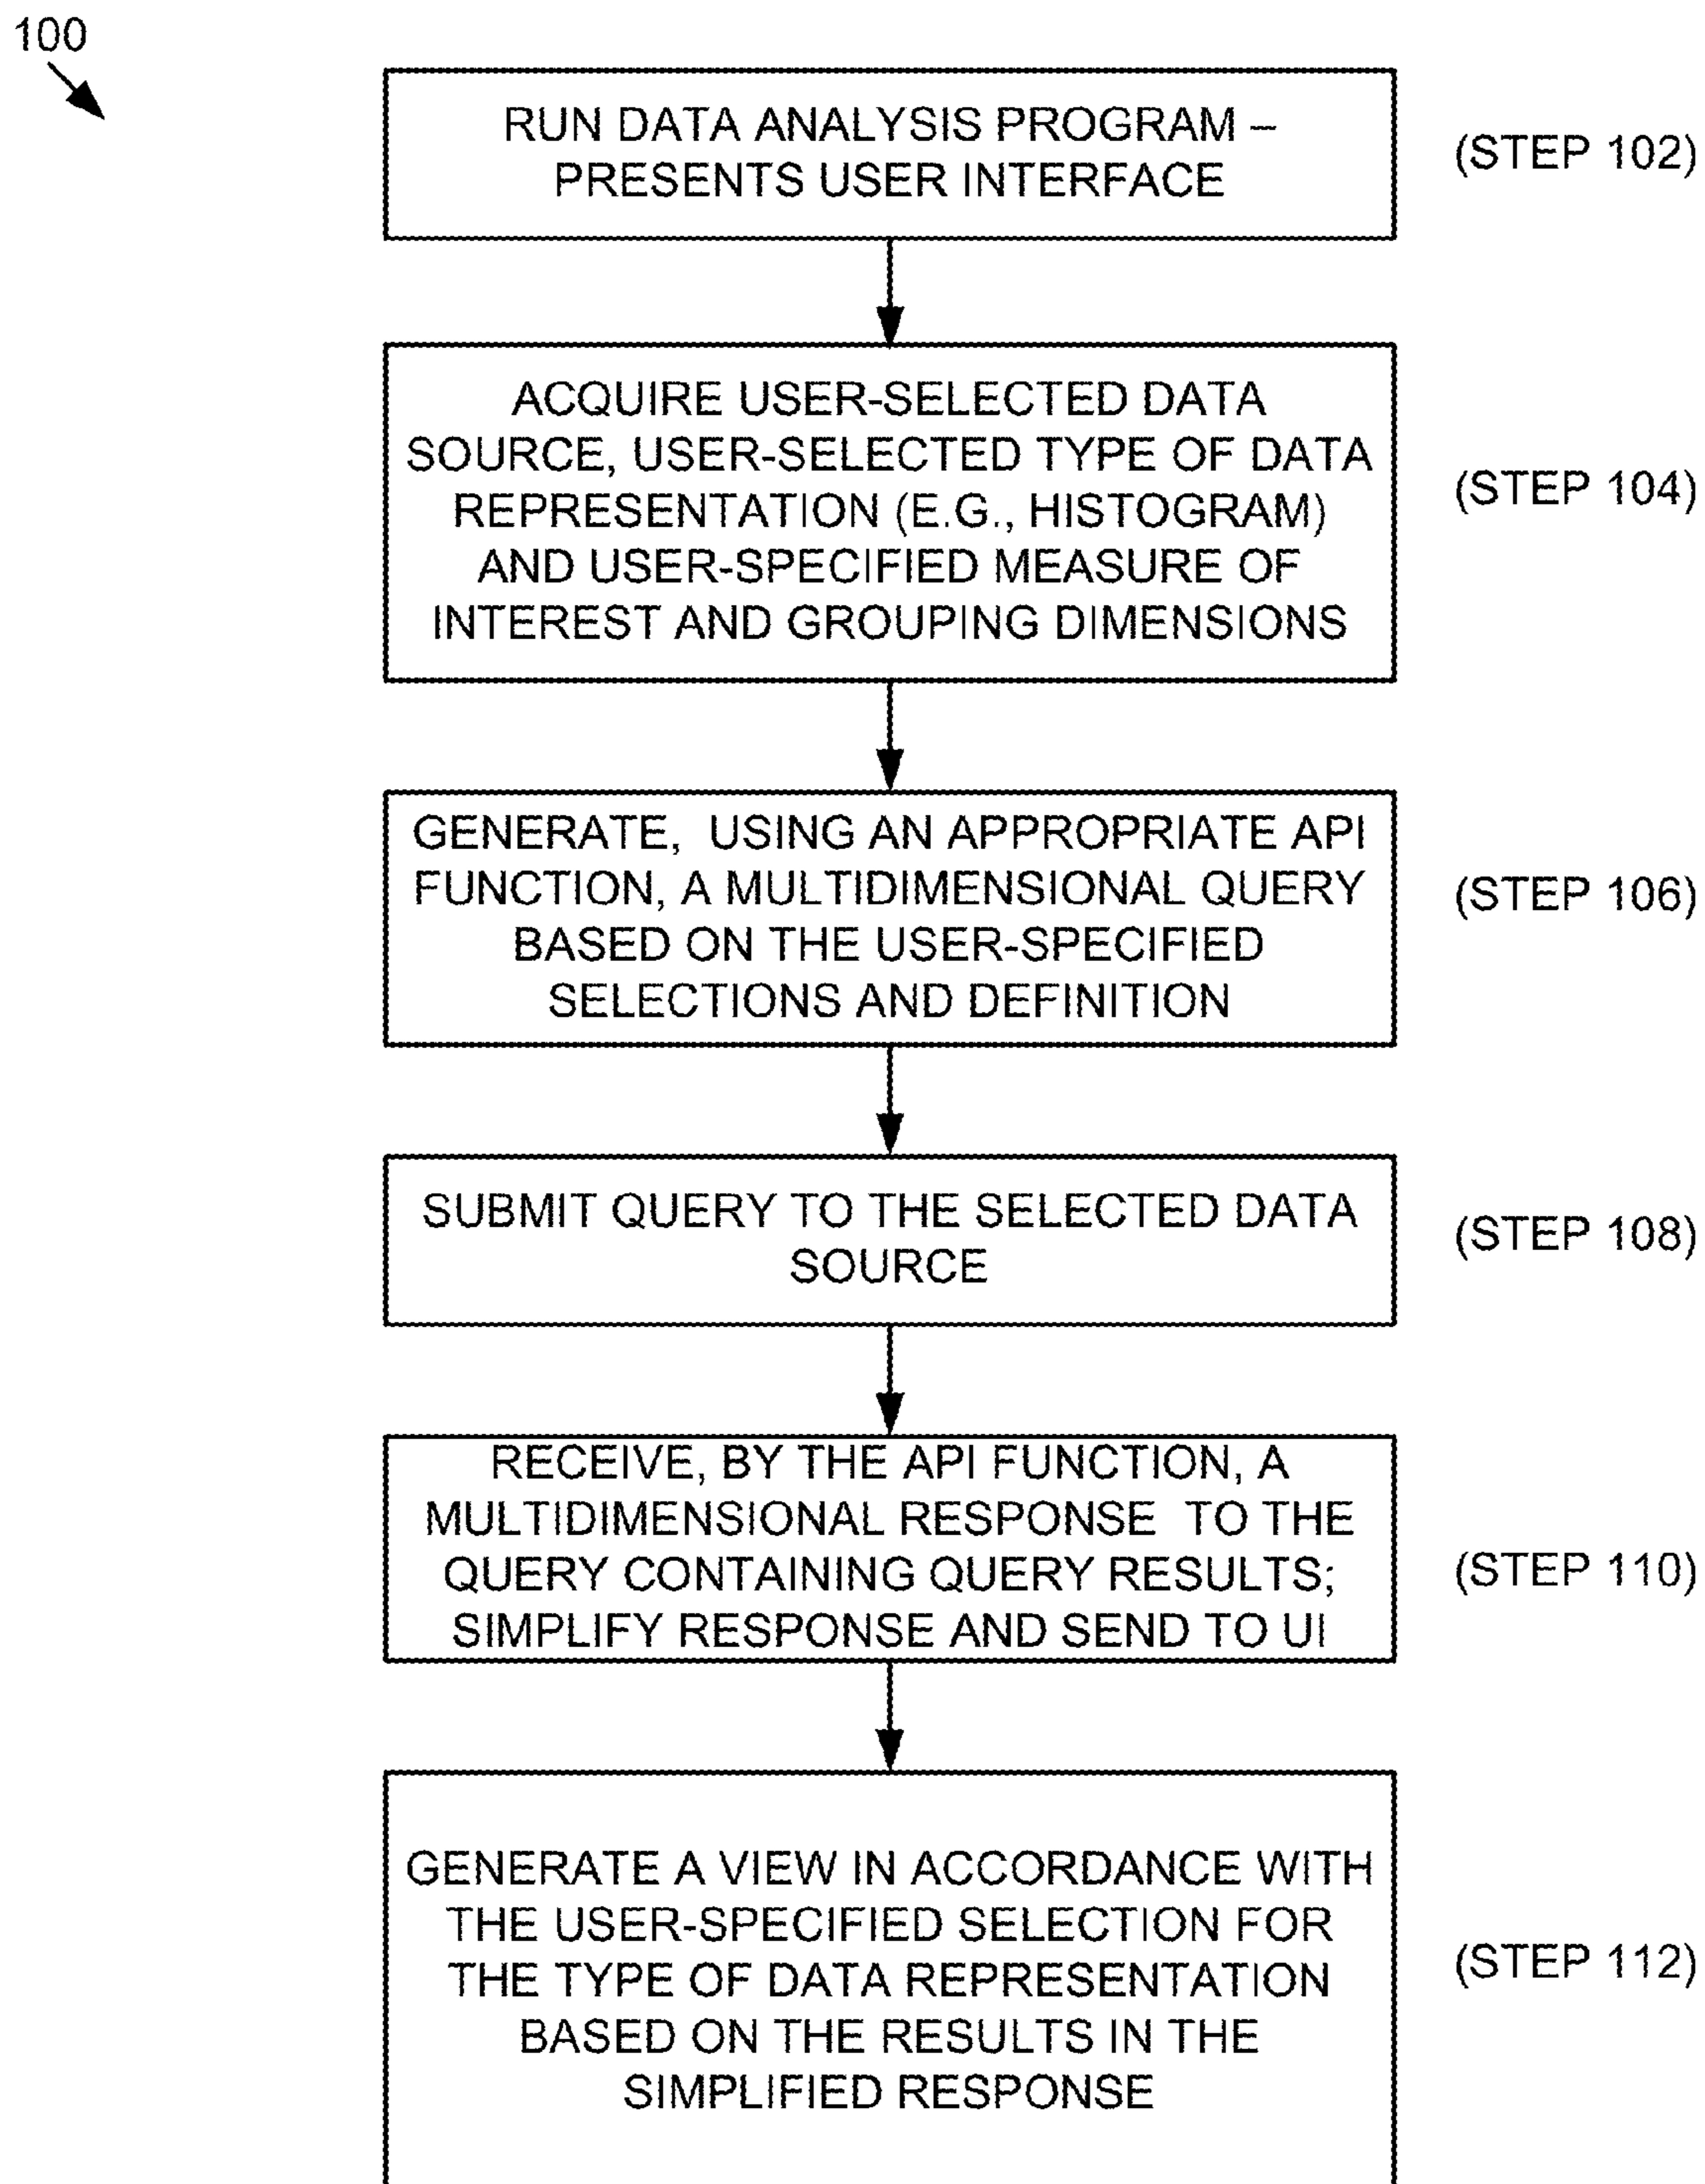 100
RUN DATA ANALYSIS PROGRAM –
PRESENTS USER INTERFACE
(STEP 102)
ACQUIRE USER-SELECTED DATA
SOURCE, USER-SELECTED TYPE OF DATA
REPRESENTATION (E.G., HISTOGRAM)
AND USER-SPECIFIED MEASURE OF
INTEREST AND GROUPING DIMENSIONS
(STEP 104)
GENERATE, USING AN APPROPRIATE API
FUNCTION, A MULTIDIMENSIONAL QUERY
BASED ON THE USER-SPECIFIED
SELECTIONS AND DEFINITION
(STEP 106)
SUBMIT QUERY TO THE SELECTED DATA
SOURCE
(STEP 108)
RECEIVE, BY THE API FUNCTION, A
MULTIDIMENSIONAL RESPONSE TO THE
QUERY CONTAINING QUERY RESULTS;
SIMPLIFY RESPONSE AND SEND TO UI
(STEP 110)
GENERATE A VIEW IN ACCORDANCE WITH
THE USER-SPECIFIED SELECTION FOR
THE TYPE OF DATA REPRESENTATION
BASED ON THE RESULTS IN THE
SIMPLIFIED RESPONSE
(STEP 112)